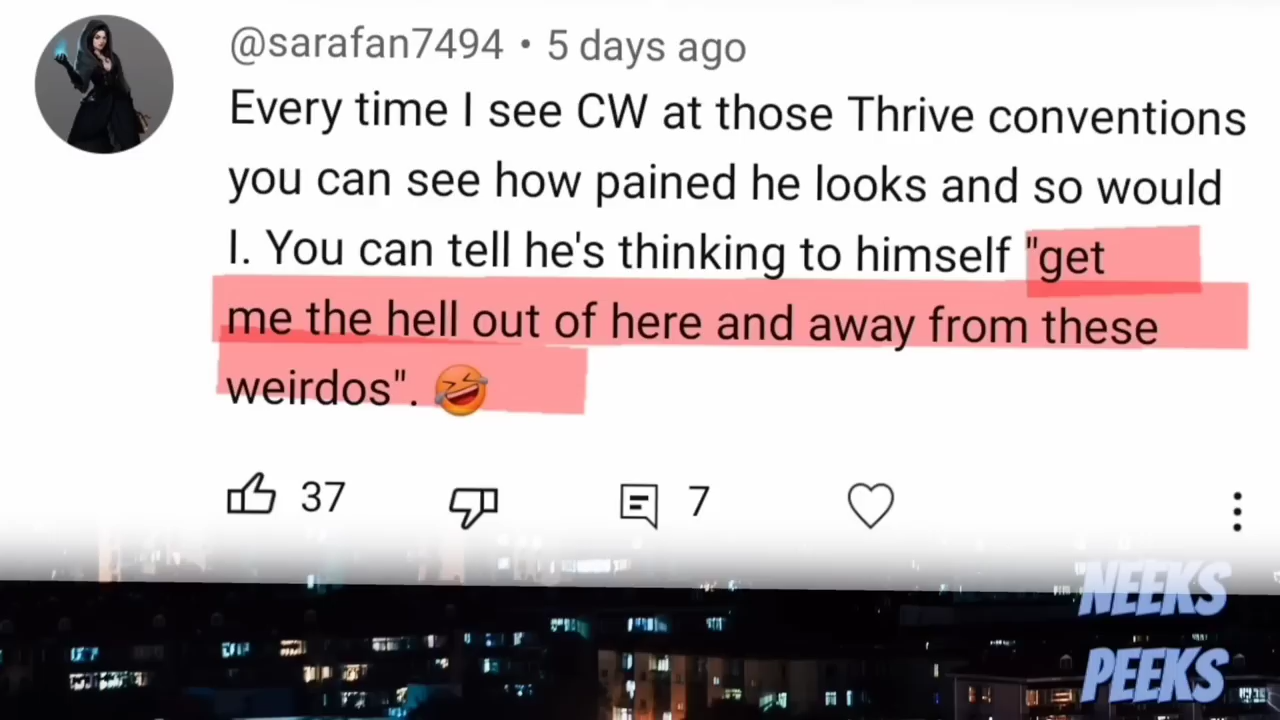 @sarafan7494 • 5 days ago
Every time I see CW at those Thrive conventions
you can see how pained he looks and so would
I. You can tell he's thinking to himself "get
me the hell out of here and away from these
weirdos". 🤣
37
7
NEEKS
PEEKS